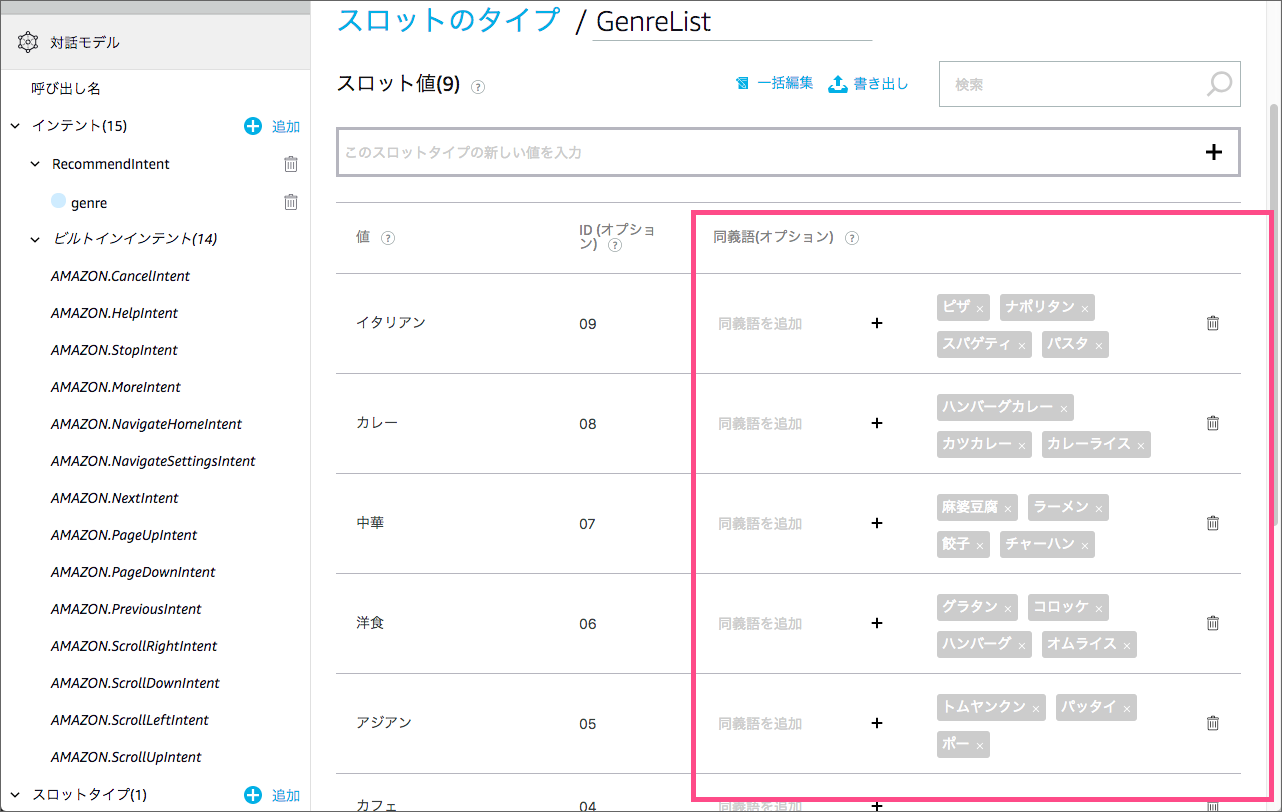 スロットのタイプ / GenreList
対話モデル
呼び出し名
インテント(15) 追加
RecommendIntent
genre
ビルトインインテント(14)
AMAZON.CancelIntent
AMAZON.HelpIntent
AMAZON.StopIntent
AMAZON.MoreIntent
AMAZON.NavigateHomeIntent
AMAZON.NavigateSettingsIntent
AMAZON.NextIntent
AMAZON.PageUpIntent
AMAZON.PageDownIntent
AMAZON.PreviousIntent
AMAZON.ScrollRightIntent
AMAZON.ScrollDownIntent
AMAZON.ScrollLeftIntent
AMAZON.ScrollUpIntent
スロットタイプ(1) 追加
スロット値(9) ? 一括編集 書き出し 検索
このスロットタイプの新しい値を入力 +
値 ? ID (オプショ
ン) ? 同義語(オプション) ?
イタリアン 09 同義語を追加 + ピザ × ナポリタン ×
スパゲティ × パスタ ×
カレー 08 同義語を追加 + ハンバーグカレー ×
カツカレー × カレーライス ×
中華 07 同義語を追加 + 麻婆豆腐 × ラーメン ×
餃子 × チャーハン ×
洋食 06 同義語を追加 + グラタン × コロッケ ×
ハンバーグ × オムライス ×
アジアン 05 同義語を追加 + トムヤンクン × パッタイ ×
ポー ×
カフェ 04 同義語を追加 +